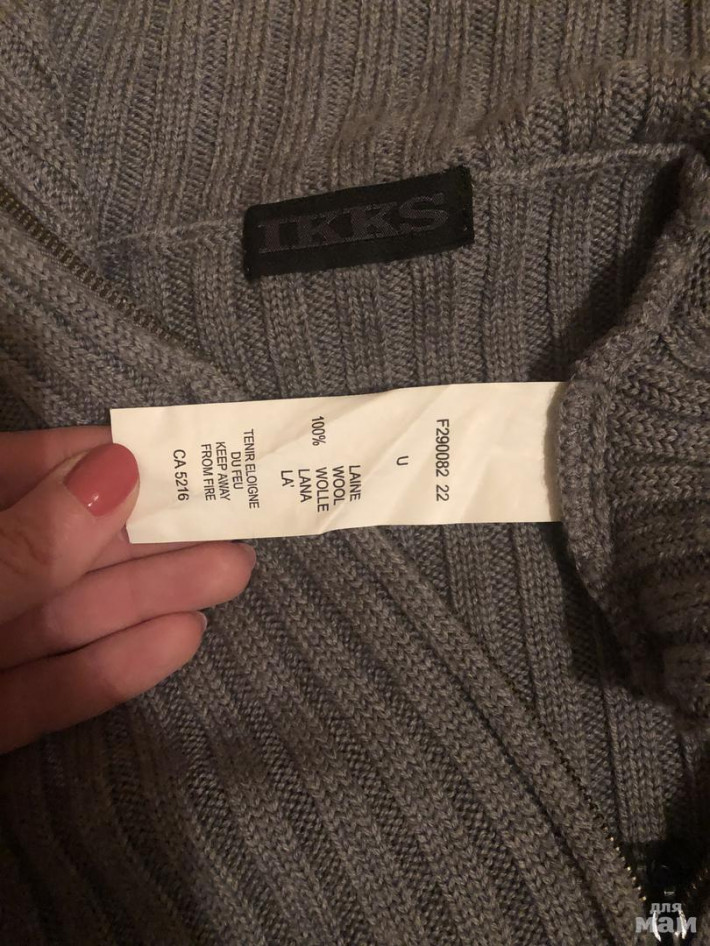 IKKS
F290082 22
U
100%
LAINE
WOOL
WOLLE
LANA
LA'
TENIR ELOIGNE
DU FEU
KEEP AWAY
FROM FIRE
CA 5216
для
мам